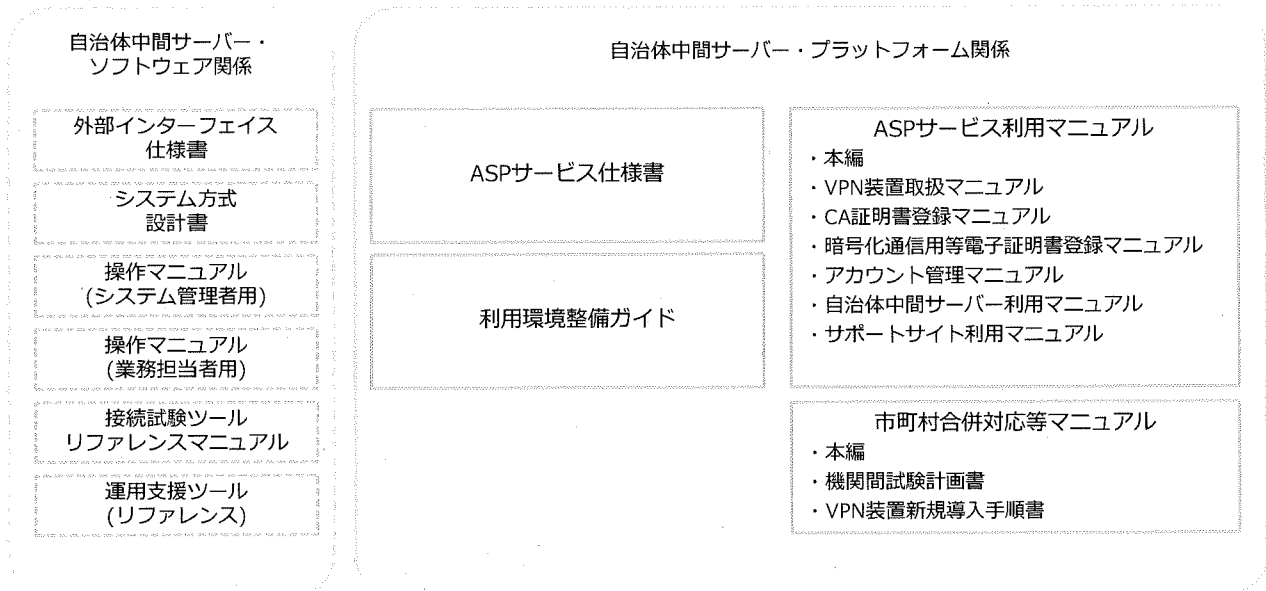 自治体中間サーバー・
ソフトウェア関係
外部インターフェイス
仕様書
システム方式
設計書
操作マニュアル
(システム管理者用)
操作マニュアル
(業務担当者用)
接続試験ツール
リファレンスマニュアル
運用支援ツール
(リファレンス)
自治体中間サーバー・プラットフォーム関係
ASPサービス仕様書
利用環境整備ガイド
ASPサービス利用マニュアル
・本編
・VPN装置取扱マニュアル
・CA証明書登録マニュアル
・暗号化通信用等電子証明書登録マニュアル
・アカウント管理マニュアル
・自治体中間サーバー利用マニュアル
・サポートサイト利用マニュアル
市町村合併対応等マニュアル
・本編
・機関間試験計画書
・VPN装置新規導入手順書